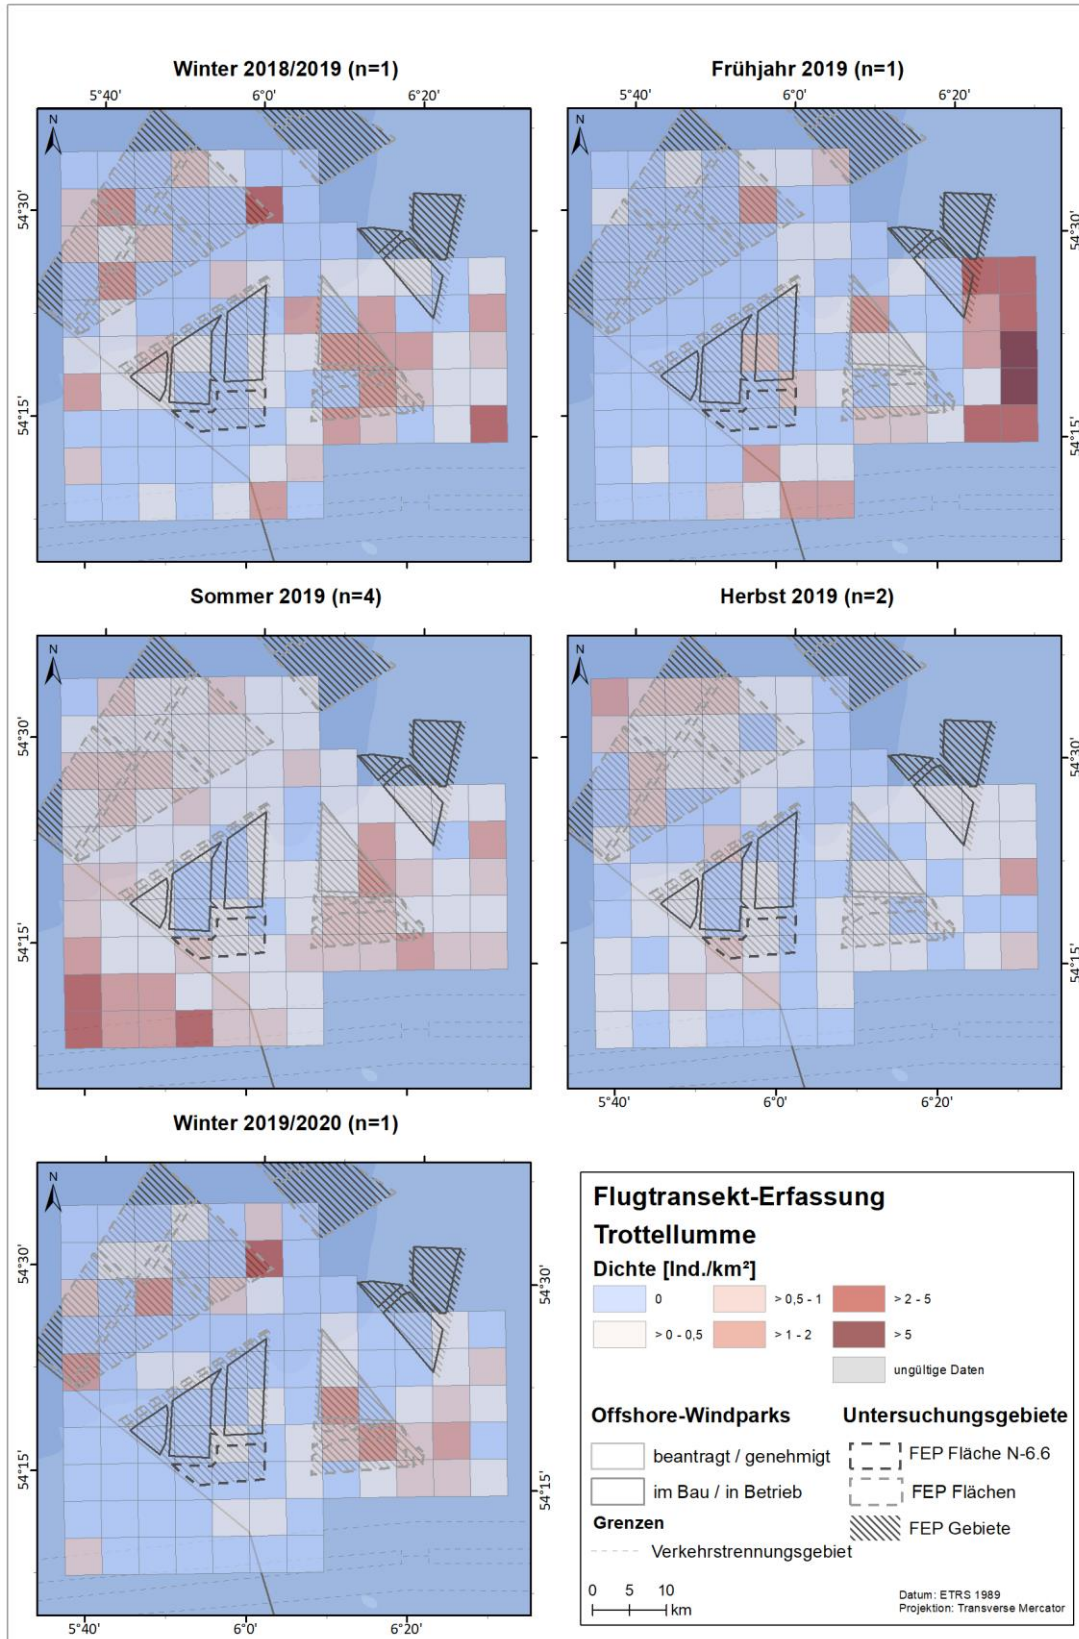 Winter 2018/2019 (n=1)
5°40' 6°0' 6°20'
N
54°30'
54°15'
Frühjahr 2019 (n=1)
5°40' 6°0' 6°20'
N
54°30'
54°15'
Sommer 2019 (n=4)
N
54°30'
54°15'
Herbst 2019 (n=2)
N
54°30'
54°15'
5°40' 6°0' 6°20'
Winter 2019/2020 (n=1)
N
54°30'
54°30'
54°15'
54°15'
5°40' 6°0' 6°20'
Flugtransekt-Erfassung
Trottellumme
Dichte [Ind./km²]
0 > 0,5 - 1 > 2 - 5
> 0 - 0,5 > 1 - 2 > 5
ungültige Daten
Offshore-Windparks
beantragt / genehmigt
im Bau / in Betrieb
Grenzen
Verkehrstrennungsgebiet
Untersuchungsgebiete
FEP Fläche N-6.6
FEP Flächen
FEP Gebiete
0 5 10
km
Datum: ETRS 1989
Projektion: Transverse Mercator